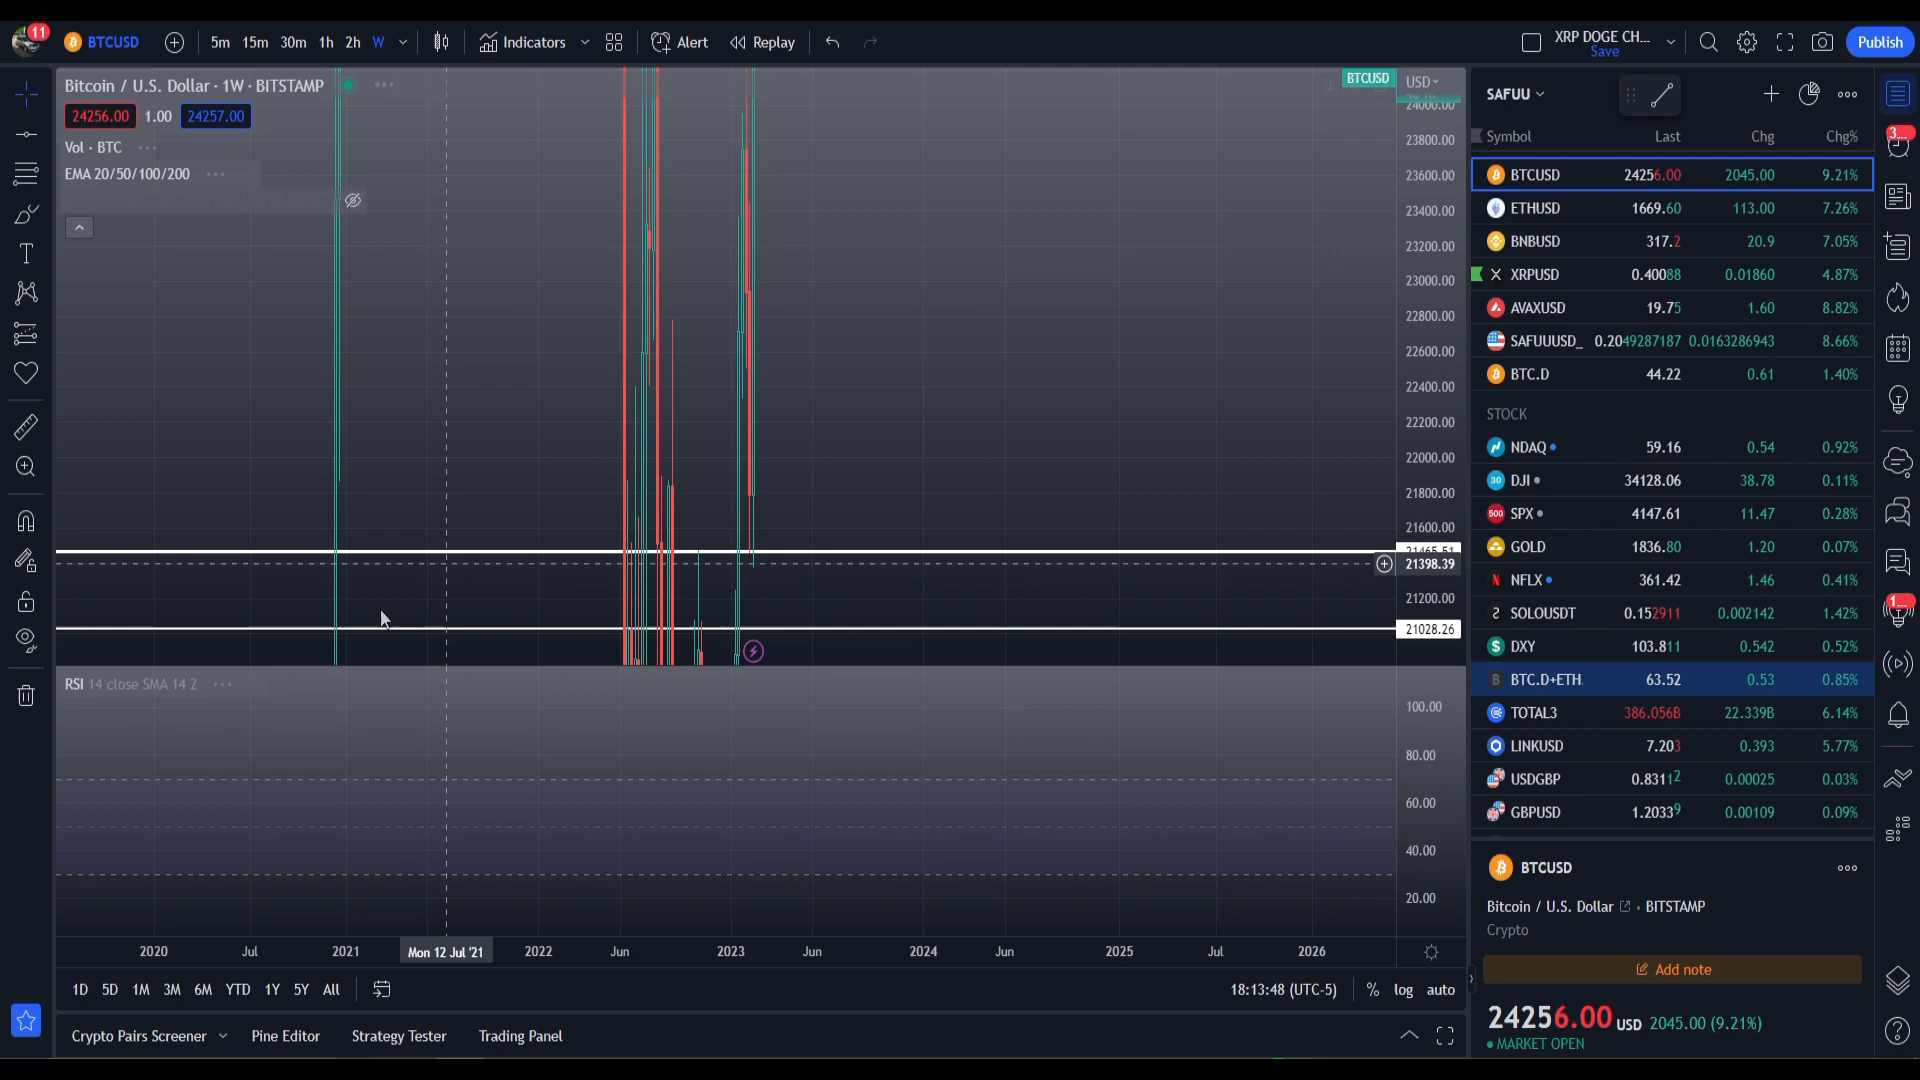 11
BTCUSD
5m 15m 30m 1h 2h W
Indicators
Alert
Replay
XRP DOGE CH...
Save
Publish
Bitcoin / U.S. Dollar · 1W · BITSTAMP
24256.00 1.00 24257.00
Vol · BTC
EMA 20/50/100/200
BTCUSD
USD
24000.00
23800.00
23600.00
23400.00
23200.00
23000.00
22800.00
22600.00
22400.00
22200.00
22000.00
21800.00
21600.00
21465.51
21398.39
21200.00
21028.26
RSI 14 close SMA 14 2
100.00
80.00
60.00
40.00
20.00
2020 Jul 2021 Mon 12 Jul '21 2022 Jun 2023 Jun 2024 Jun 2025 Jul 2026
1D 5D 1M 3M 6M YTD 1Y 5Y All
18:13:48 (UTC-5) % log auto
Crypto Pairs Screener Pine Editor Strategy Tester Trading Panel
SAFUU
Symbol Last Chg Chg%
BTCUSD 24256.00 2045.00 9.21%
ETHUSD 1669.60 113.00 7.26%
BNBUSD 317.2 20.9 7.05%
XRPUSD 0.40088 0.01860 4.87%
AVAXUSD 19.75 1.60 8.82%
SAFUUUSD_ 0.2049287187 0.0163286943 8.66%
BTC.D 44.22 0.61 1.40%
STOCK
NDAQ 59.16 0.54 0.92%
30 DJI 34128.06 38.78 0.11%
500 SPX 4147.61 11.47 0.28%
GOLD 1836.80 1.20 0.07%
N NFLX 361.42 1.46 0.41%
SOLOUSDT 0.152911 0.002142 1.42%
$ DXY 103.811 0.542 0.52%
B BTC.D+ETH. 63.52 0.53 0.85%
TOTAL3 386.056B 22.339B 6.14%
LINKUSD 7.203 0.393 5.77%
USDGBP 0.83112 0.00025 0.03%
GBPUSD 1.20339 0.00109 0.09%
BTCUSD
Bitcoin / U.S. Dollar · BITSTAMP
Crypto
Add note
24256.00 USD 2045.00 (9.21%)
MARKET OPEN
3...
1...